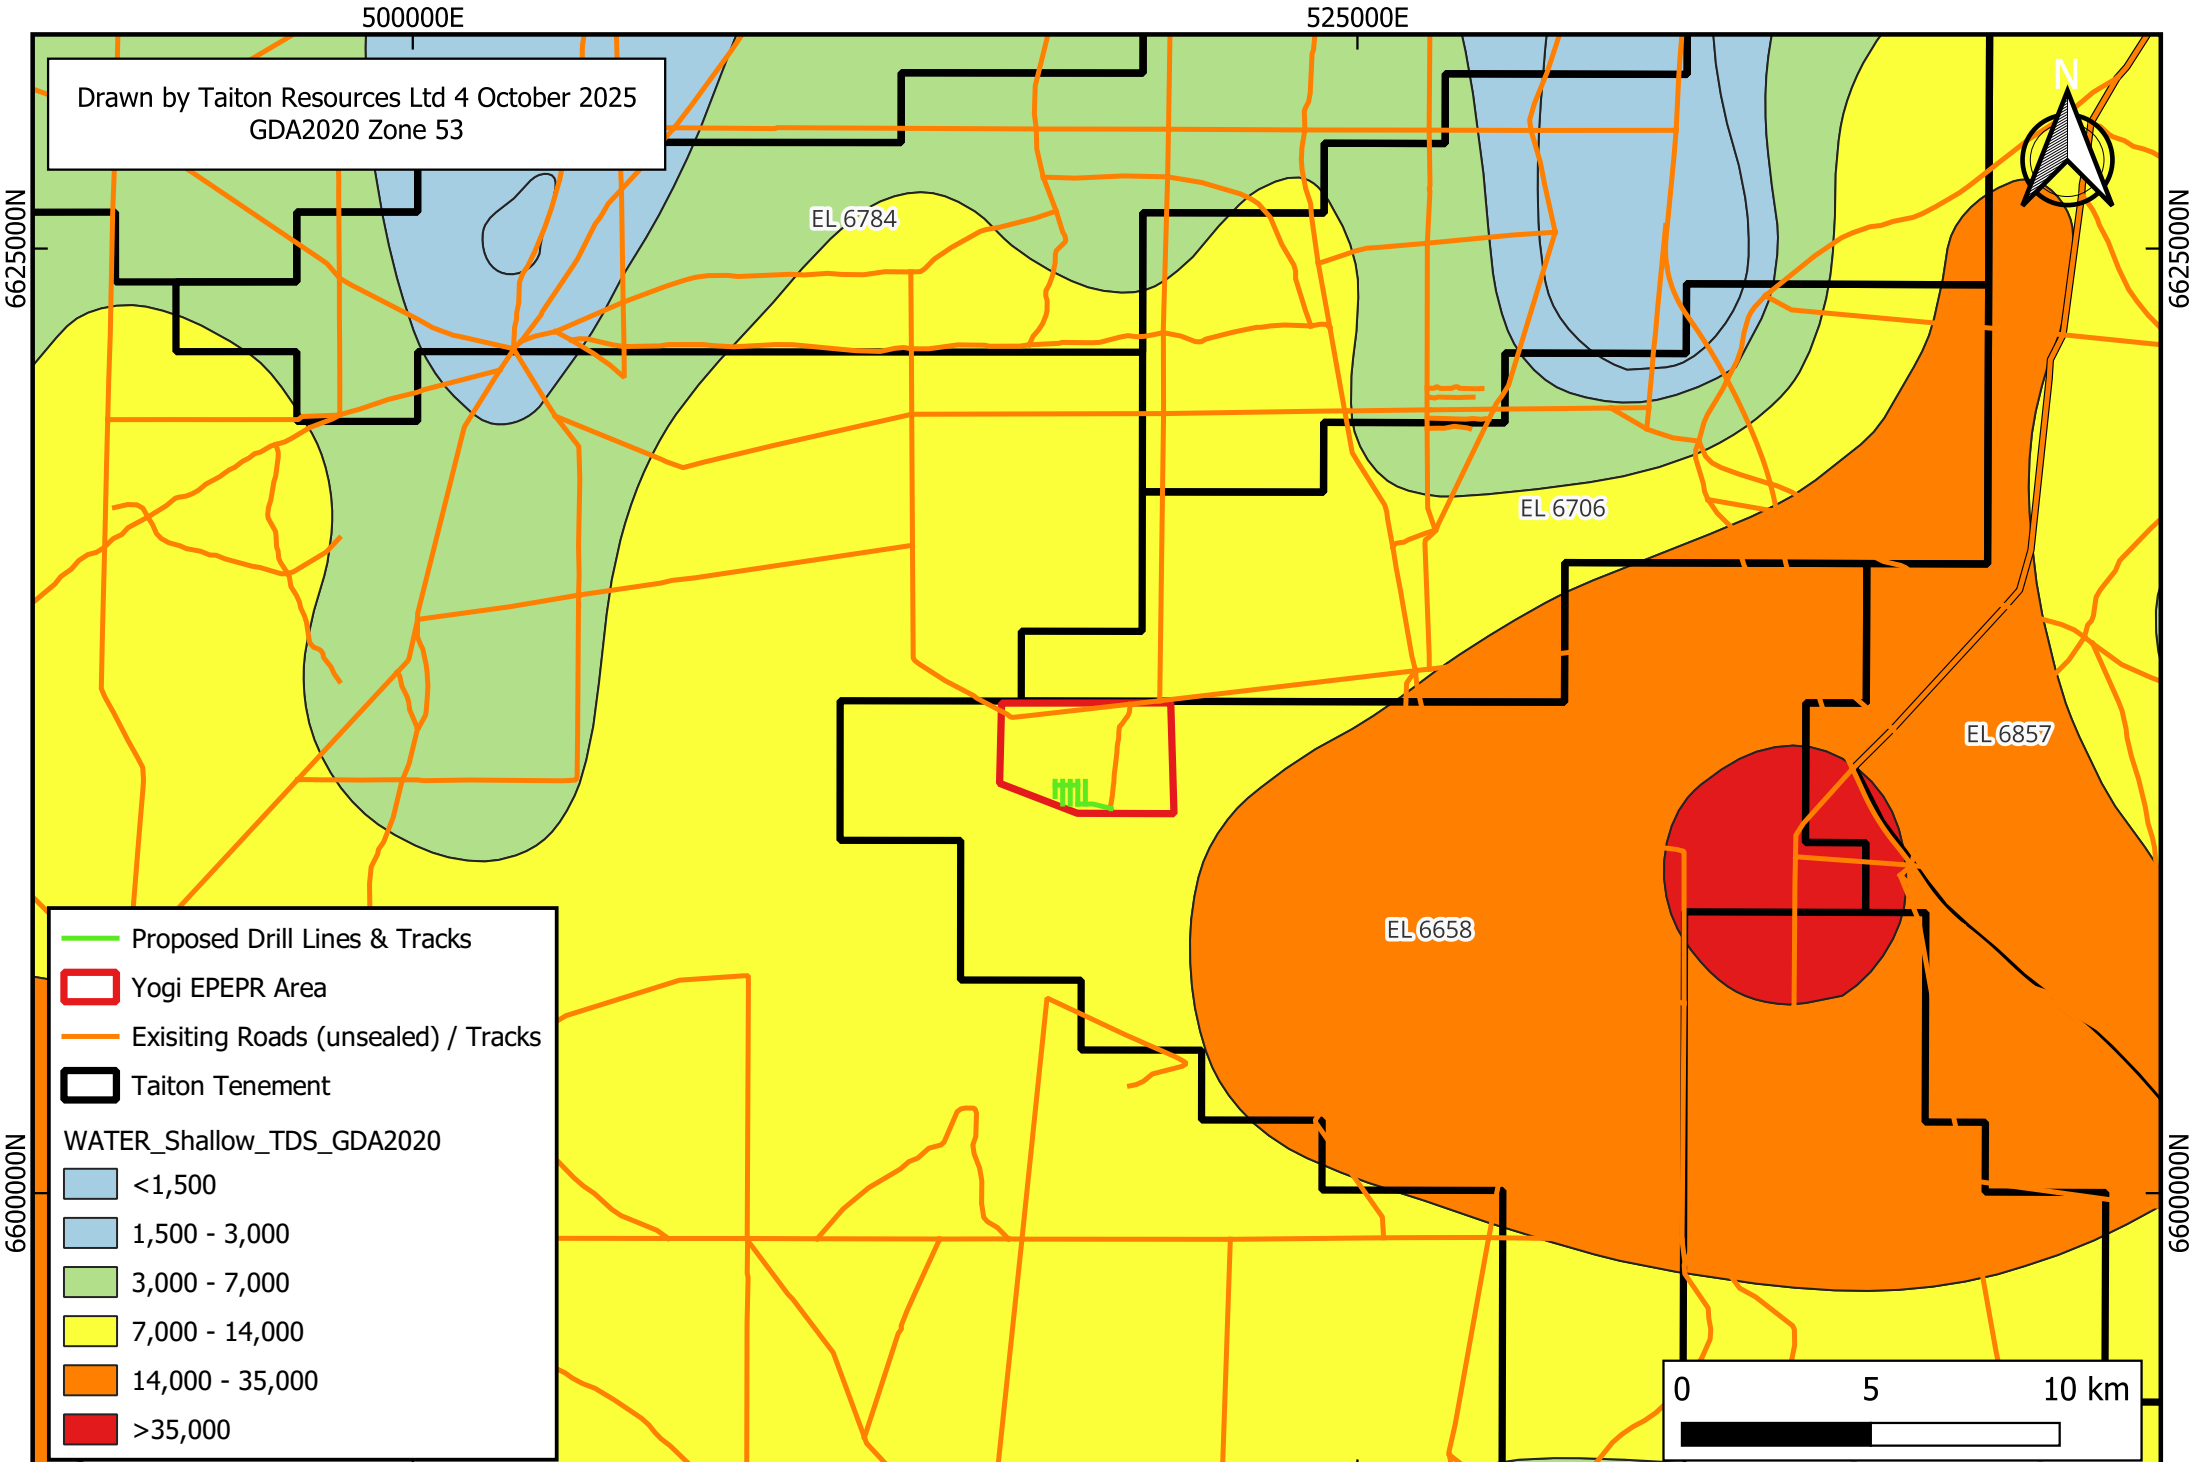 500000E
525000E
Drawn by Taiton Resources Ltd 4 October 2025
GDA2020 Zone 53
N
6625000N
6625000N
EL 6784
EL 6706
EL 6857
EL 6658
Proposed Drill Lines & Tracks
Yogi EPEPR Area
Exisiting Roads (unsealed) / Tracks
Taiton Tenement
WATER_Shallow_TDS_GDA2020
<1,500
1,500 - 3,000
3,000 - 7,000
7,000 - 14,000
14,000 - 35,000
>35,000
6600000N
6600000N
0 5 10 km